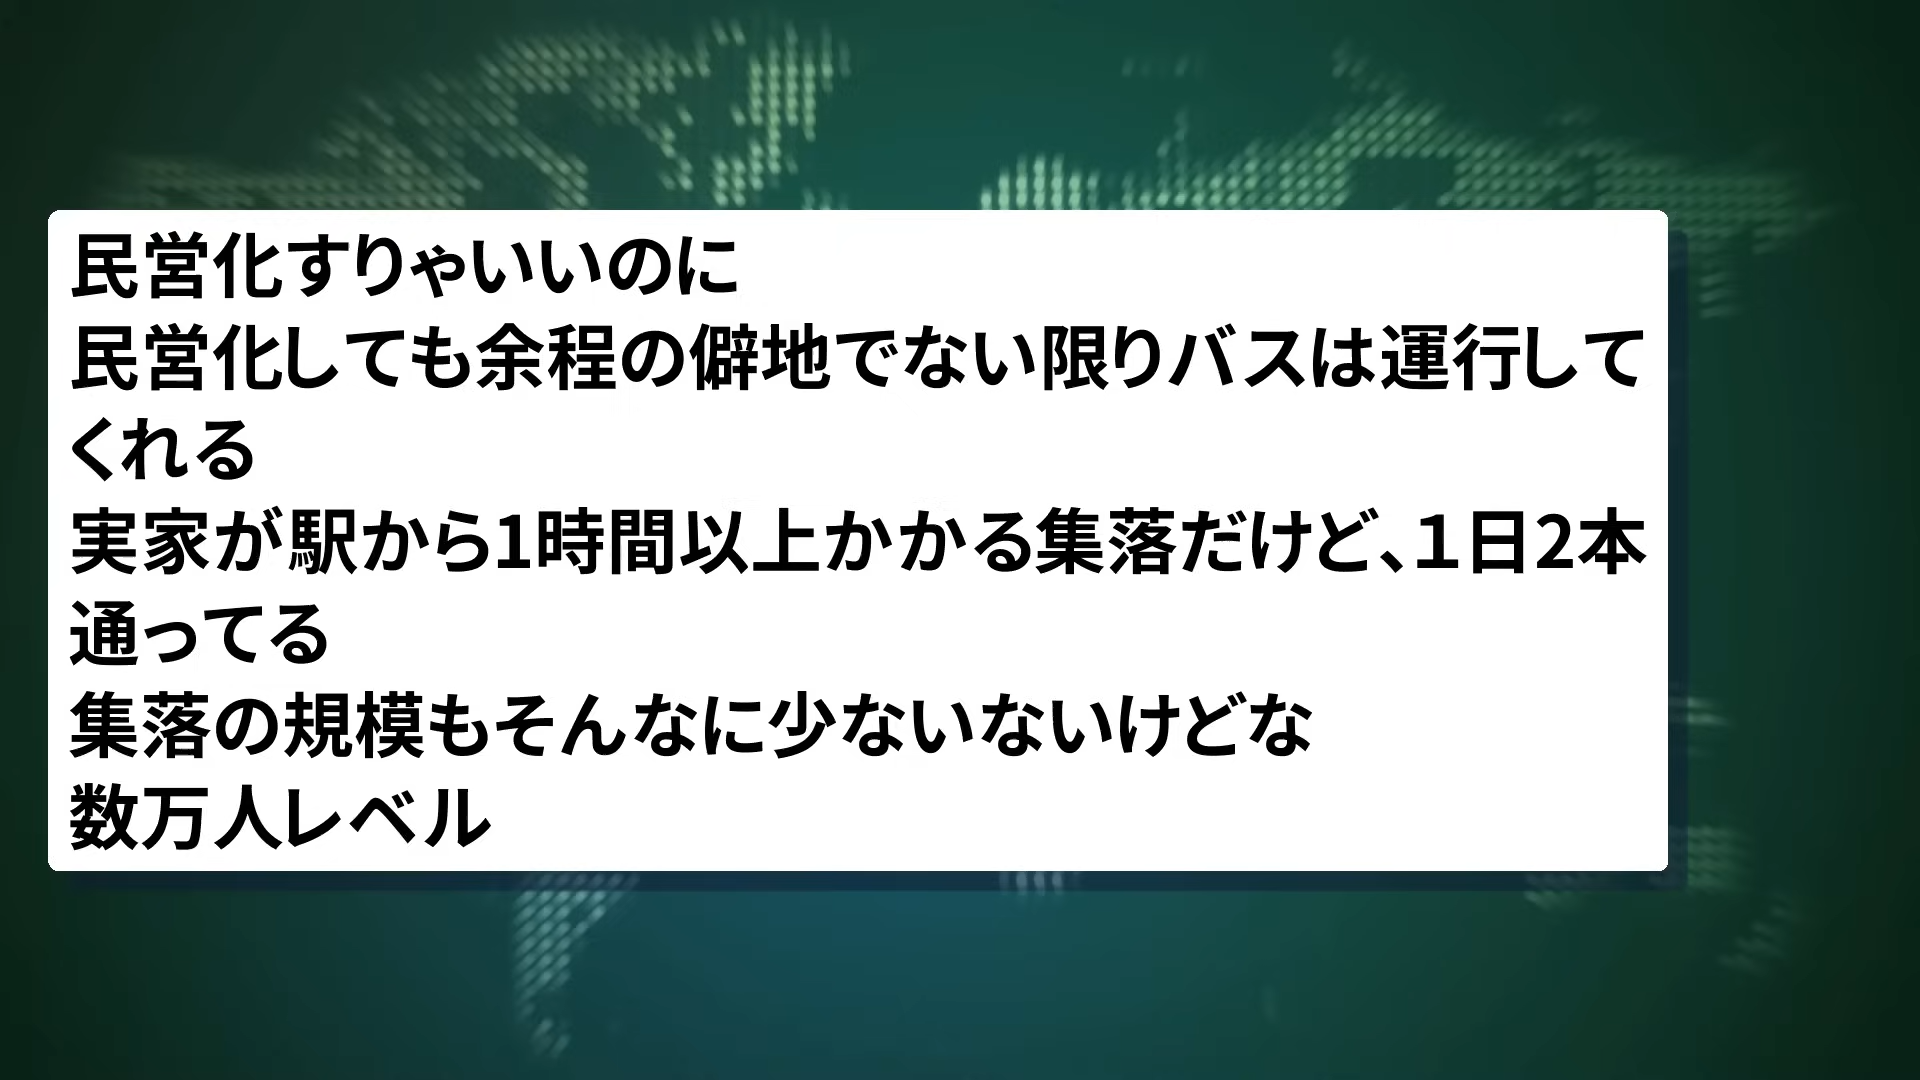 民営化すりゃいいのに
民営化しても余程の僻地でない限りバスは運行して
くれる
実家が駅から1時間以上かかる集落だけど、1日2本
通ってる
集落の規模もそんなに少ないないけどな
数万人レベル